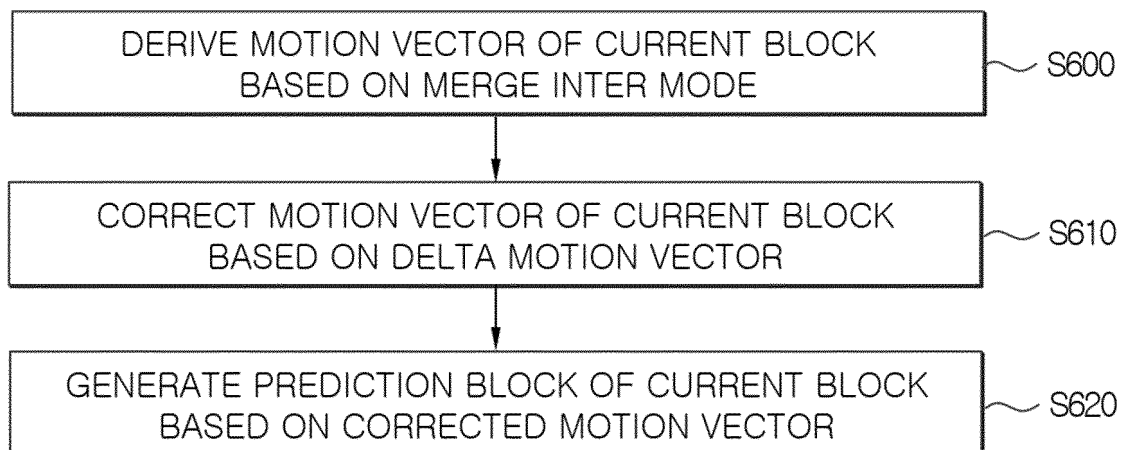 DERIVE MOTION VECTOR OF CURRENT BLOCK
BASED ON MERGE INTER MODE
S600
CORRECT MOTION VECTOR OF CURRENT BLOCK
BASED ON DELTA MOTION VECTOR
S610
GENERATE PREDICTION BLOCK OF CURRENT BLOCK
BASED ON CORRECTED MOTION VECTOR
S620